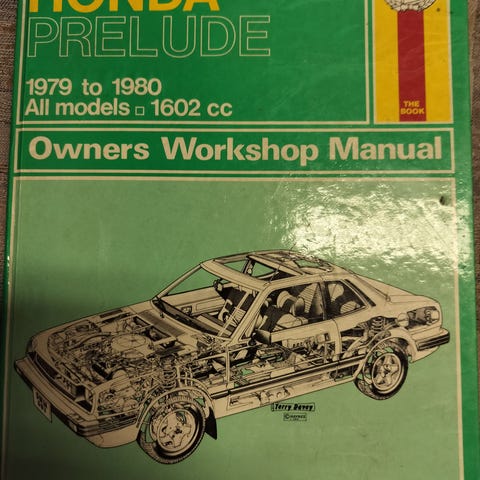 HONDA
PRELUDE
1979 to 1980
All models □ 1602 cc
THE
BOOK
Owners Workshop Manual
Terry Davey